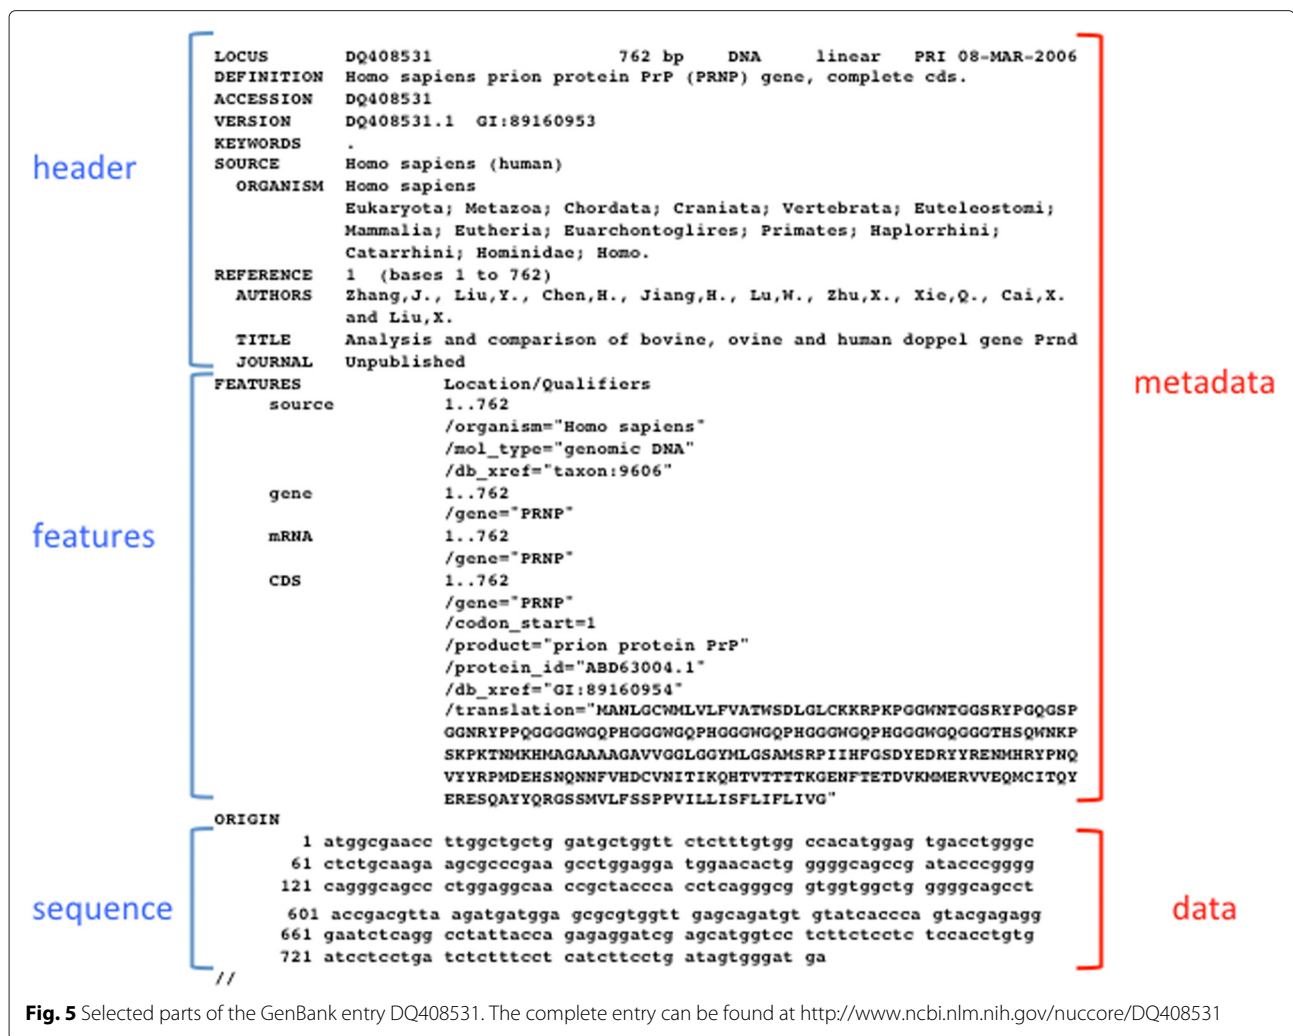 LOCUS       DQ408531                 762 bp    DNA     linear   PRI 08-MAR-2006
DEFINITION  Homo sapiens prion protein PrP (PRNP) gene, complete cds.
ACCESSION   DQ408531
VERSION     DQ408531.1  GI:89160953
KEYWORDS    .
header
SOURCE      Homo sapiens (human)
  ORGANISM  Homo sapiens
            Eukaryota; Metazoa; Chordata; Craniata; Vertebrata; Euteleostomi;
            Mammalia; Eutheria; Euarchontoglires; Primates; Haplorrhini;
            Catarrhini; Hominidae; Homo.
REFERENCE   1  (bases 1 to 762)
  AUTHORS   Zhang,J., Liu,Y., Chen,H., Jiang,H., Lu,W., Zhu,X., Xie,Q., Cai,X.
            and Liu,X.
  TITLE     Analysis and comparison of bovine, ovine and human doppel gene Prnd
  JOURNAL   Unpublished
FEATURES             Location/Qualifiers
metadata
     source          1..762
                     /organism="Homo sapiens"
                     /mol_type="genomic DNA"
                     /db_xref="taxon:9606"
     gene            1..762
                     /gene="PRNP"
features
     mRNA            1..762
                     /gene="PRNP"
     CDS             1..762
                     /gene="PRNP"
                     /codon_start=1
                     /product="prion protein PrP"
                     /protein_id="ABD63004.1"
                     /db_xref="GI:89160954"
                     /translation="MANLGCWMLVLFVATWSDLGLCKKRPKPGGWNTGGSRYPGQGSP
                     GGNRYPPQGGGGWGQPHGGGWGQPHGGGWGQPHGGGWGQPHGGGWGQGGGTHSQWNKP
                     SKPKTNMKHMAGAAAAGAVVGGLGGYMLGSAMSRPIIHFGSDYEDRYYRENMHRYPNQ
                     VYYRPMDEHSNQNNFVHDCVNITIKQHTVTTTTKGENFTETDVKMMERVVEQMCITQY
                     ERESQAYYQRGSSMVLFSSPPVILLISFLIFLIVG"
ORIGIN
        1 atggcgaacc ttggctgctg gatgctggtt ctctttgtgg ccacatggag tgacctgggc
       61 ctctgcaaga agcgcccgaa gcctggagga tggaacactg ggggcagccg atacccgggg
      121 cagggcagcc ctggaggcaa ccgctaccca cctcagggcg gtggtggctg ggggcagcct
sequence
data
      601 accgacgtta agatgatgga gcgcgtggtt gagcagatgt gtatcaccca gtacgagagg
      661 gaatctcagg cctattacca gagaggatcg agcatggtcc tcttctcctc tccacctgtg
      721 atcctcctga tctctttcct catcttcctg atagtgggat ga
//
Fig. 5 Selected parts of the GenBank entry DQ408531. The complete entry can be found at http://www.ncbi.nlm.nih.gov/nuccore/DQ408531